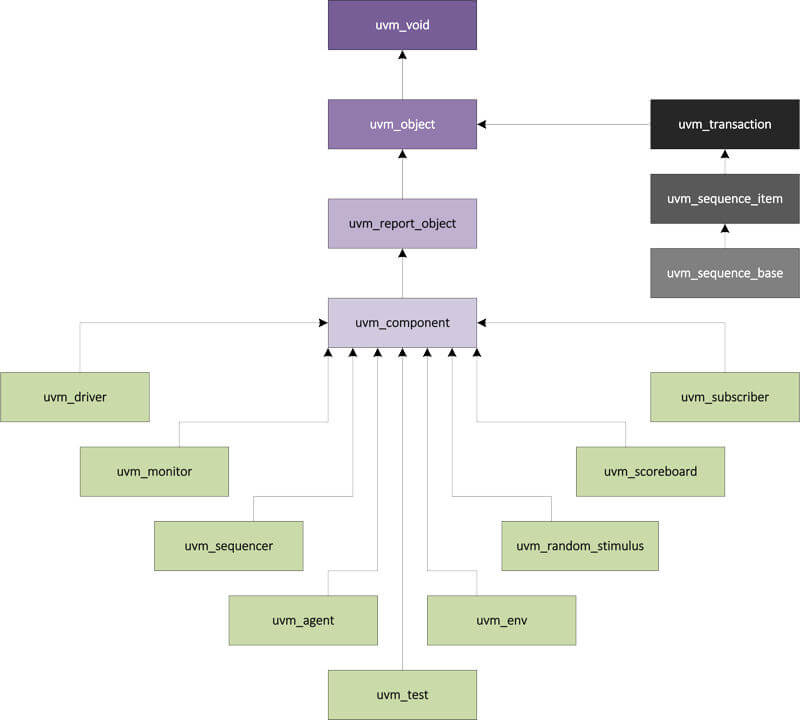 uvm_void
uvm_object
uvm_transaction
uvm_sequence_item
uvm_report_object
uvm_sequence_base
uvm_component
uvm_driver
uvm_subscriber
uvm_monitor
uvm_scoreboard
uvm_sequencer
uvm_random_stimulus
uvm_agent
uvm_env
uvm_test